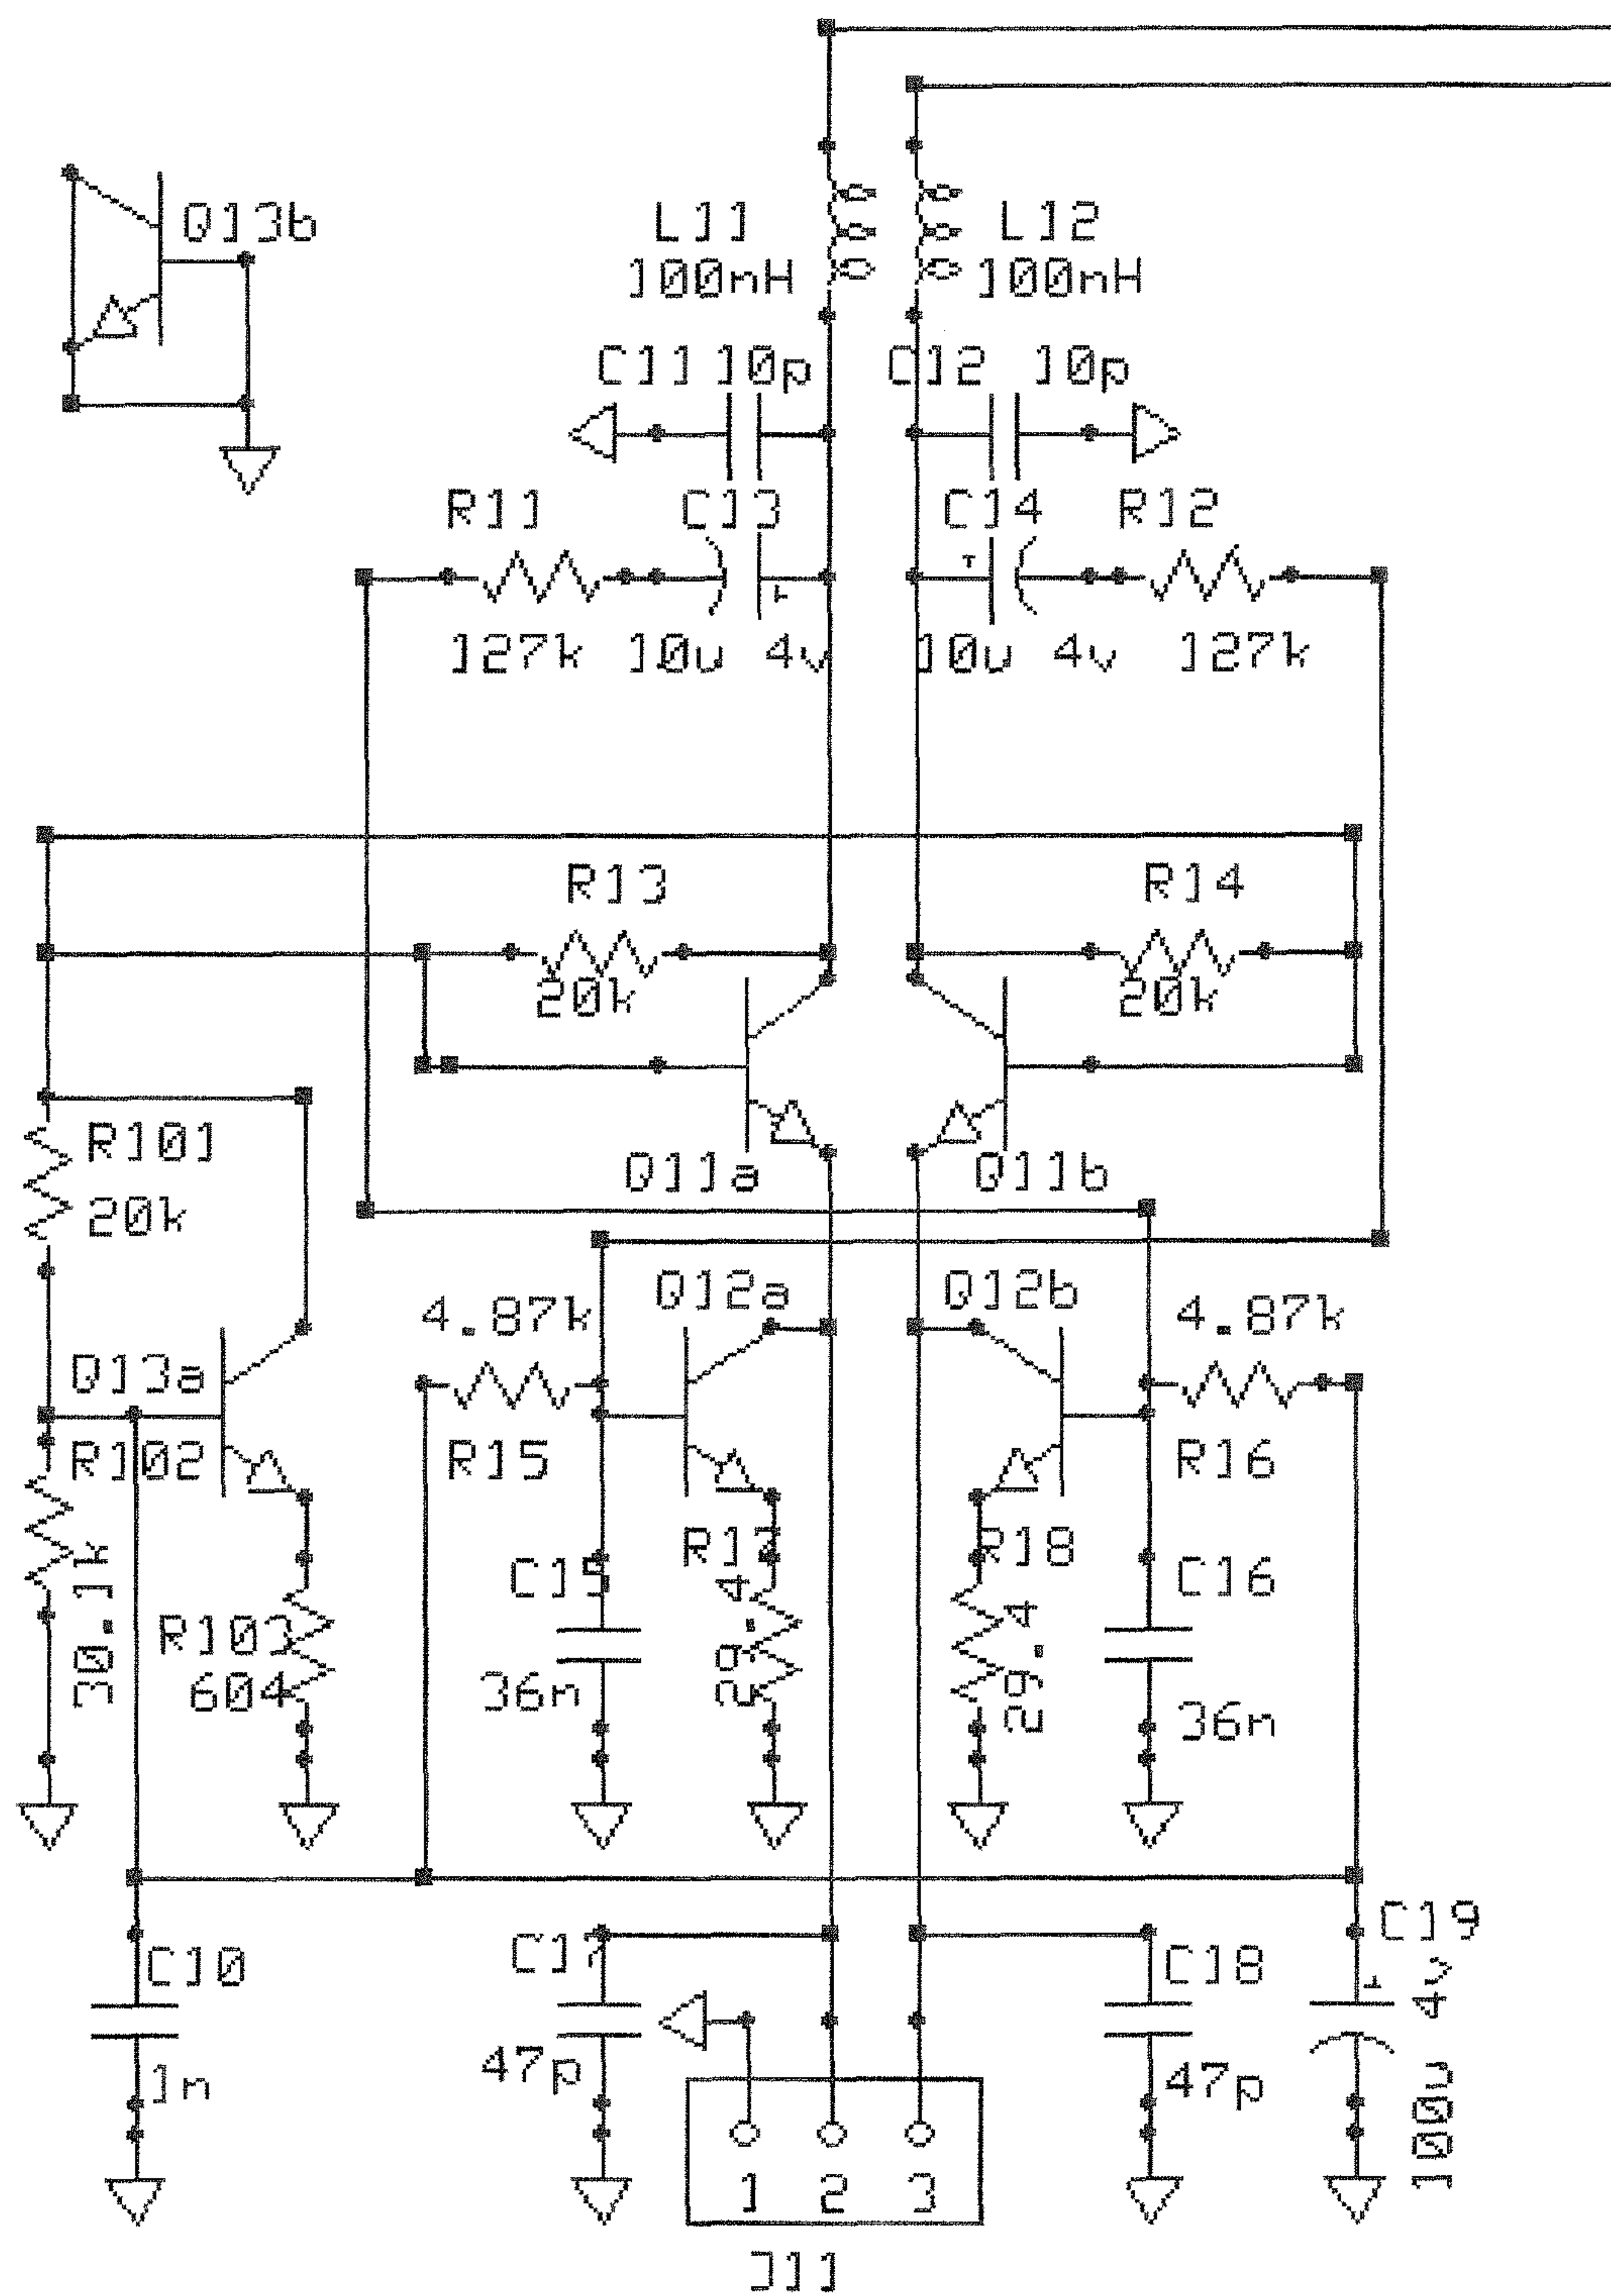 Q13b
L11
L12
100nH
100nH
C11 10p
C12 10p
R11
C13
C14
R12
127k
10u 4v
10u 4v
127k
R13
R14
20k
20k
R101
20k
Q11a
Q11b
4.87k
Q12a
Q12b
4.87k
Q13a
R102
30.1k
R15
R16
R17
29.4
R18
29.4
C15
C16
R103
604
36n
36n
C10
1n
C17
47p
C18
47p
C19
100u 4v
1 2 3
J11